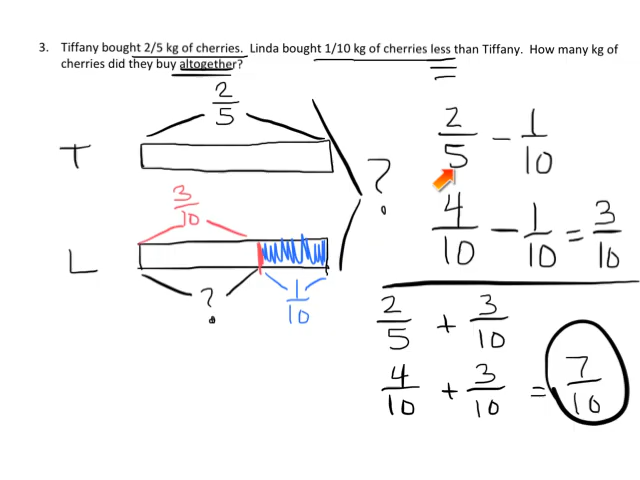 3. Tiffany bought 2/5 kg of cherries. Linda bought 1/10 kg of cherries less than Tiffany. How many kg of
cherries did they buy altogether?
2/5
T
?
3/10
L
?
1/10
2/5 - 1/10
4/10 - 1/10 = 3/10
2/5 + 3/10
4/10 + 3/10 = 7/10